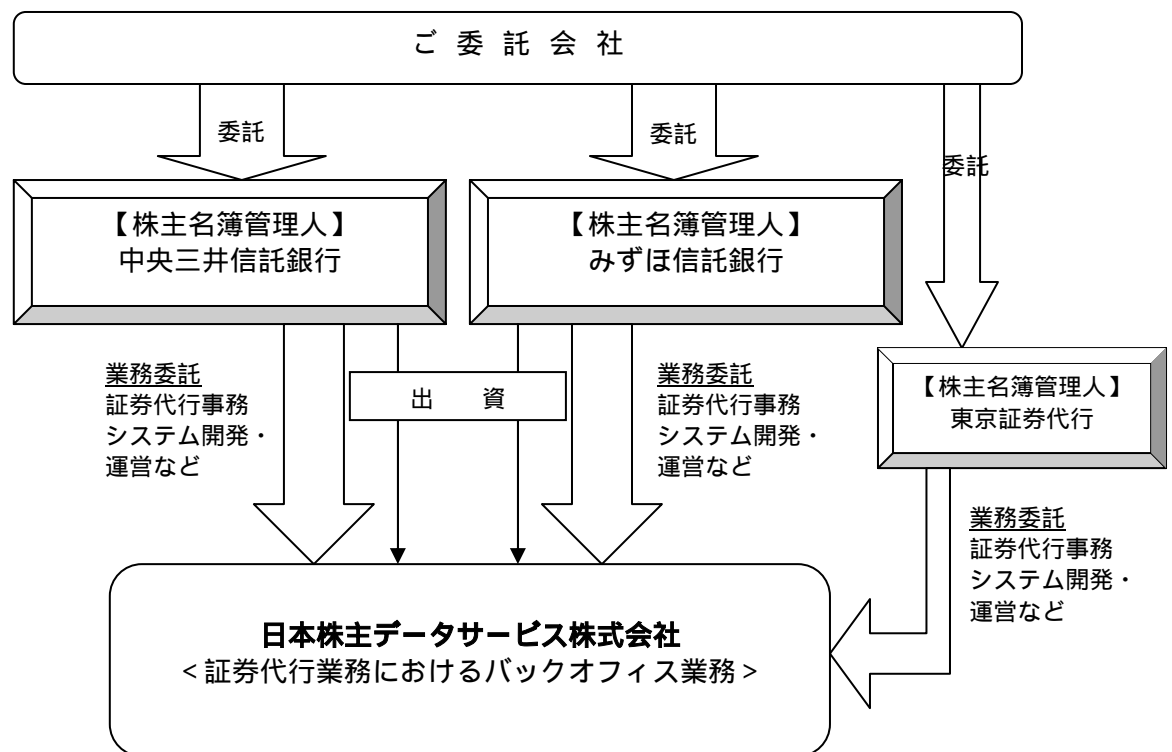 ご 委 託 会 社
委託
委託
委託
【株主名簿管理人】
中央三井信託銀行
【株主名簿管理人】
みずほ信託銀行
【株主名簿管理人】
東京証券代行
業務委託
証券代行事務
システム開発・
運営など
出 資
業務委託
証券代行事務
システム開発・
運営など
業務委託
証券代行事務
システム開発・
運営など
日本株主データサービス株式会社
<証券代行業務におけるバックオフィス業務>